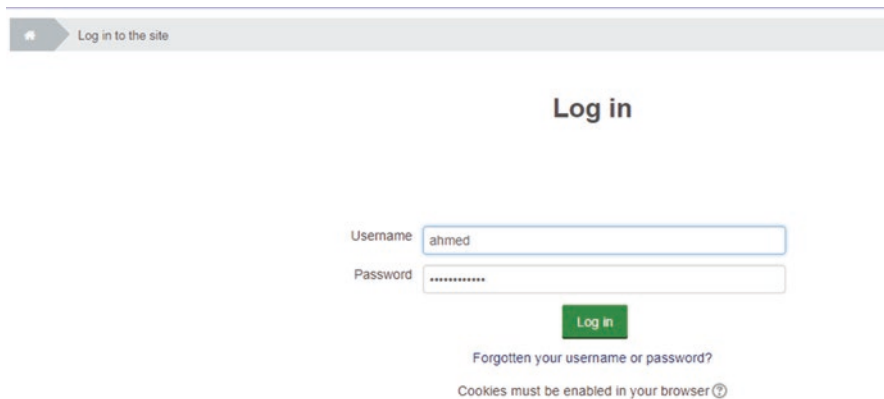 Log in to the site
Log in
Username ahmed
Password ••••••••••••
Log in
Forgotten your username or password?
Cookies must be enabled in your browser ?